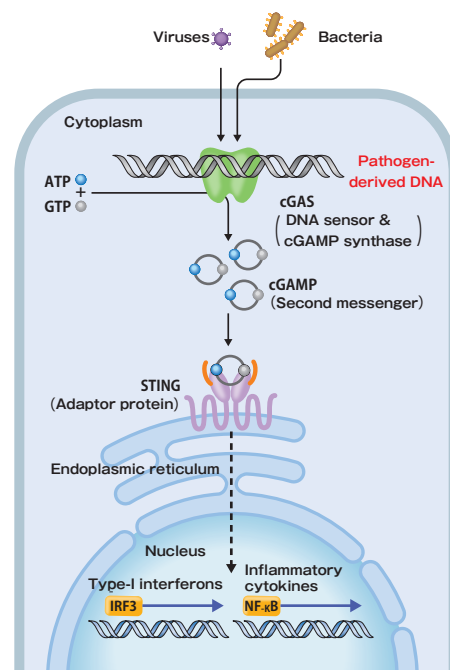 Viruses
Bacteria
Cytoplasm
Pathogen-
derived DNA
ATP
+
GTP
cGAS
(DNA sensor &
cGAMP synthase)
cGAMP
(Second messenger)
STING
(Adaptor protein)
Endoplasmic reticulum
Nucleus
Type-I interferons
Inflammatory
cytokines
IRF3
NF-κB